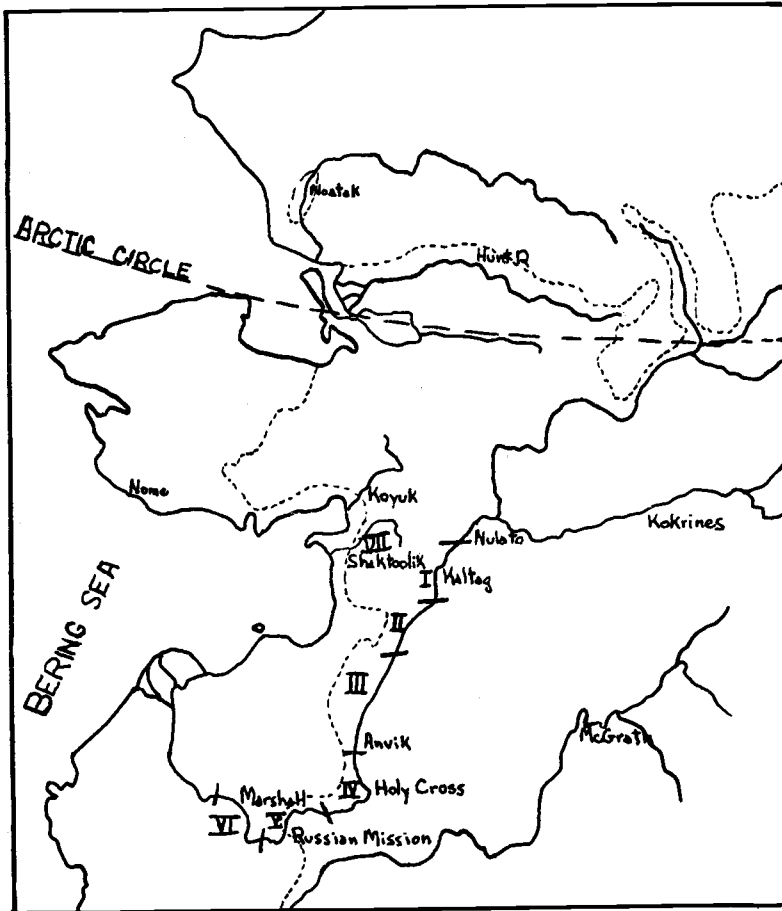 Noatak
ARCTIC CIRCLE
Hunt R
Nome
Koyuk
Kokrines
Nulato
VII
Shaktoolik
I
Kaltag
II
BERING SEA
III
McGrath
Anvik
IV
Holy Cross
Marshall
V
VI
Russian Mission